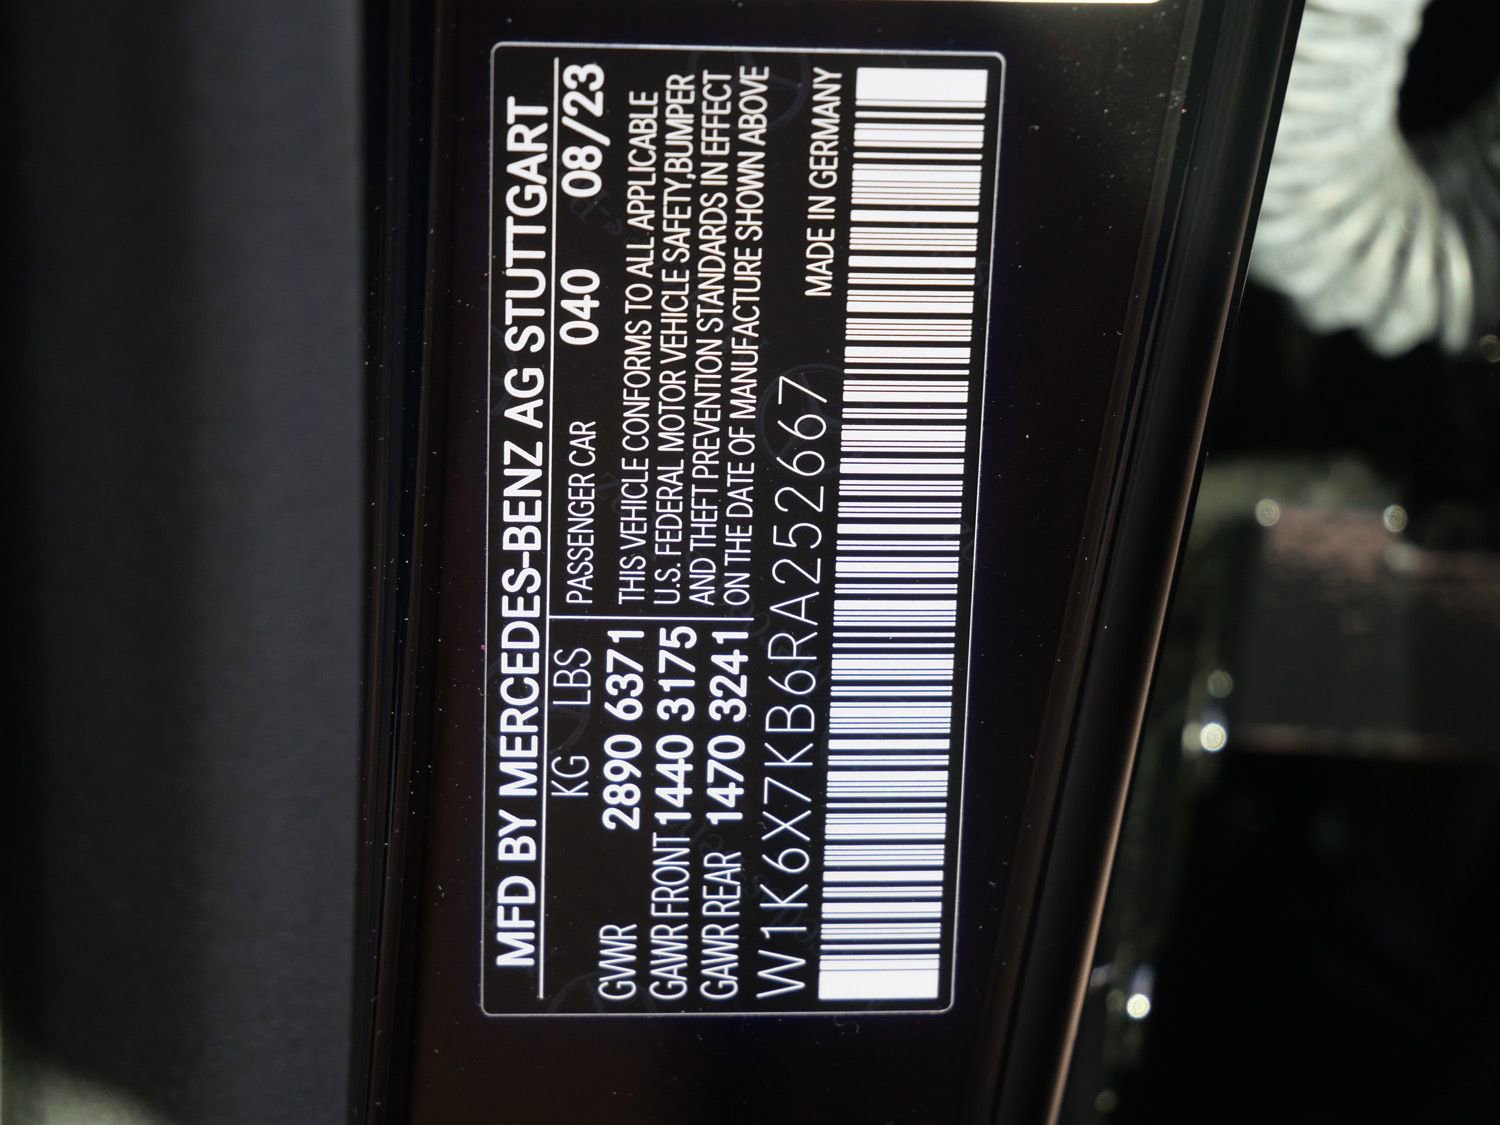 MFD BY MERCEDES-BENZ AG STUTTGART
KG LBS
GVWR 2890 6371
GAWR FRONT 1440 3175
GAWR REAR 1470 3241
PASSENGER CAR 040 08/23
THIS VEHICLE CONFORMS TO ALL APPLICABLE
U.S. FEDERAL MOTOR VEHICLE SAFETY,BUMPER
AND THEFT PREVENTION STANDARDS IN EFFECT
ON THE DATE OF MANUFACTURE SHOWN ABOVE
MADE IN GERMANY
W1K6X7KB6RA252667